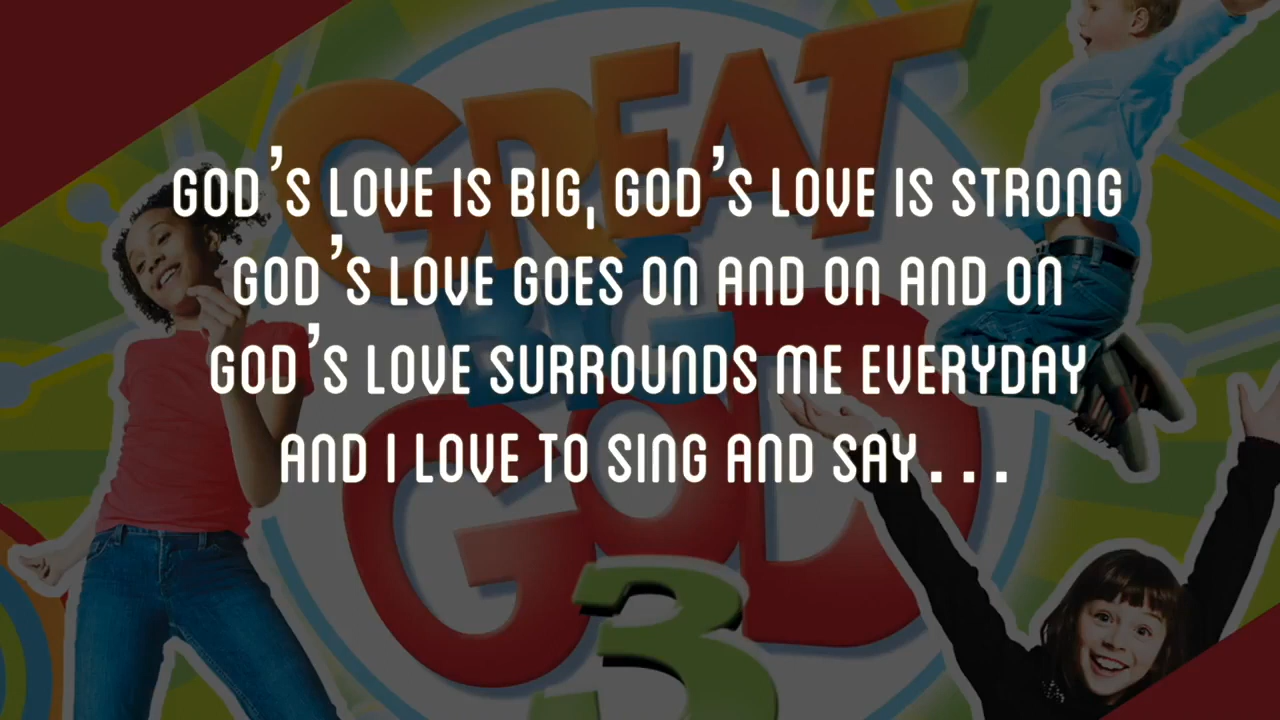 GOD'S LOVE IS BIG, GOD'S LOVE IS STRONG
GOD'S LOVE GOES ON AND ON AND ON
GOD'S LOVE SURROUNDS ME EVERYDAY
AND I LOVE TO SING AND SAY . . .
GREAT
BIG
GOD
3